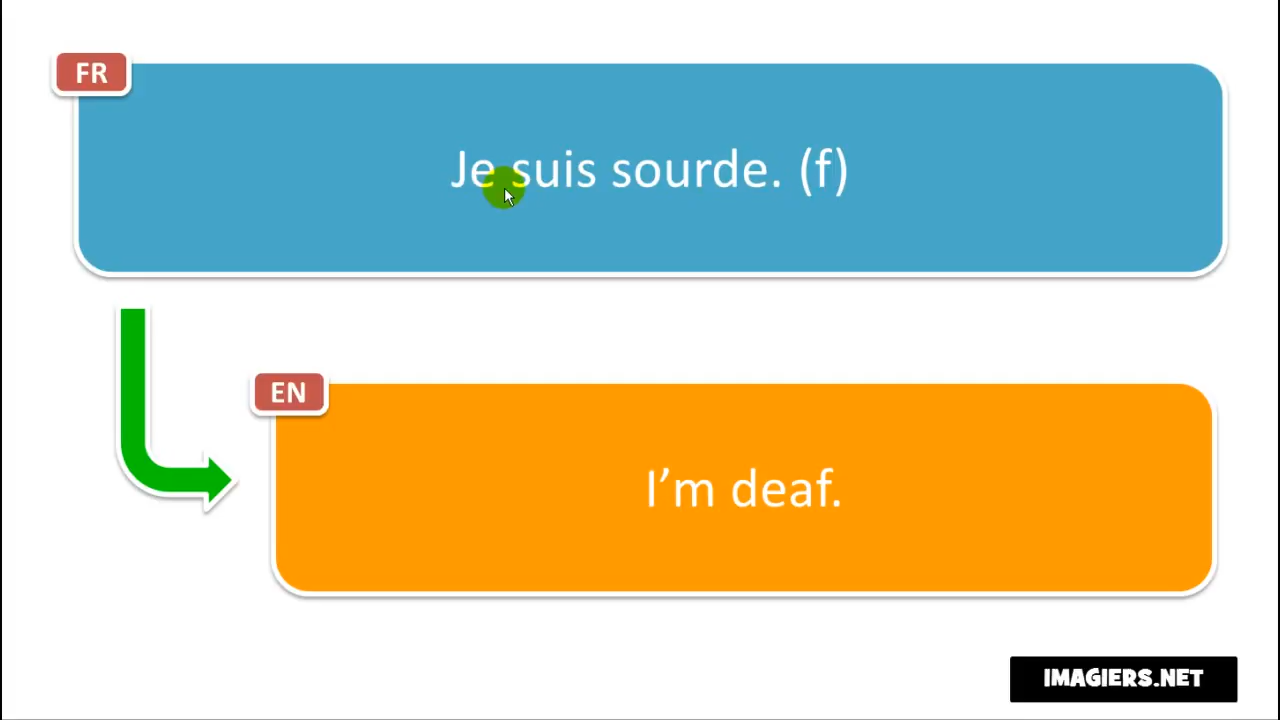 FR
Je suis sourde. (f)
EN
I’m deaf.
IMAGIERS.NET